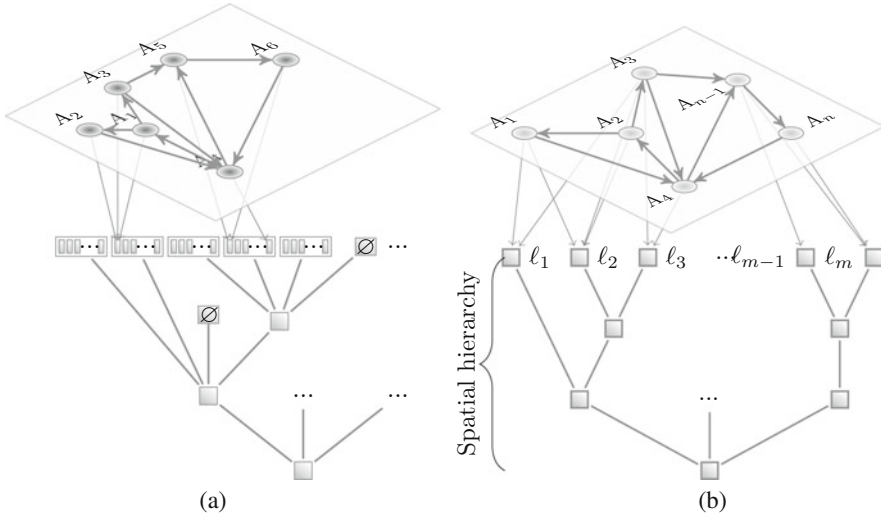 A₅ A₆
A₃
A₂ A₁
... ... ... ... ... ∅ ...
∅
... ...
(a)
A₃
Aₙ₋₁
A₁ A₂ Aₙ
A₄
ℓ₁ ℓ₂ ℓ₃ ··ℓₘ₋₁ ℓₘ
Spatial hierarchy
...
(b)